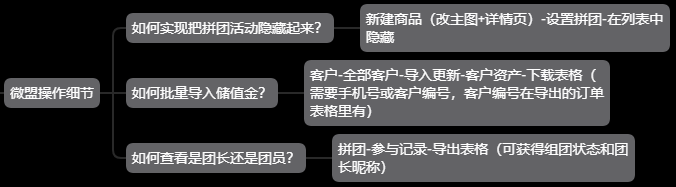 微盟操作细节
如何实现把拼团活动隐藏起来？
新建商品（改主图+详情页）-设置拼团-在列表中
隐藏
如何批量导入储值金？
客户-全部客户-导入更新-客户资产-下载表格（
需要手机号或客户编号，客户编号在导出的订单
表格里有）
如何查看是团长还是团员？
拼团-参与记录-导出表格（可获得组团状态和团
长昵称）